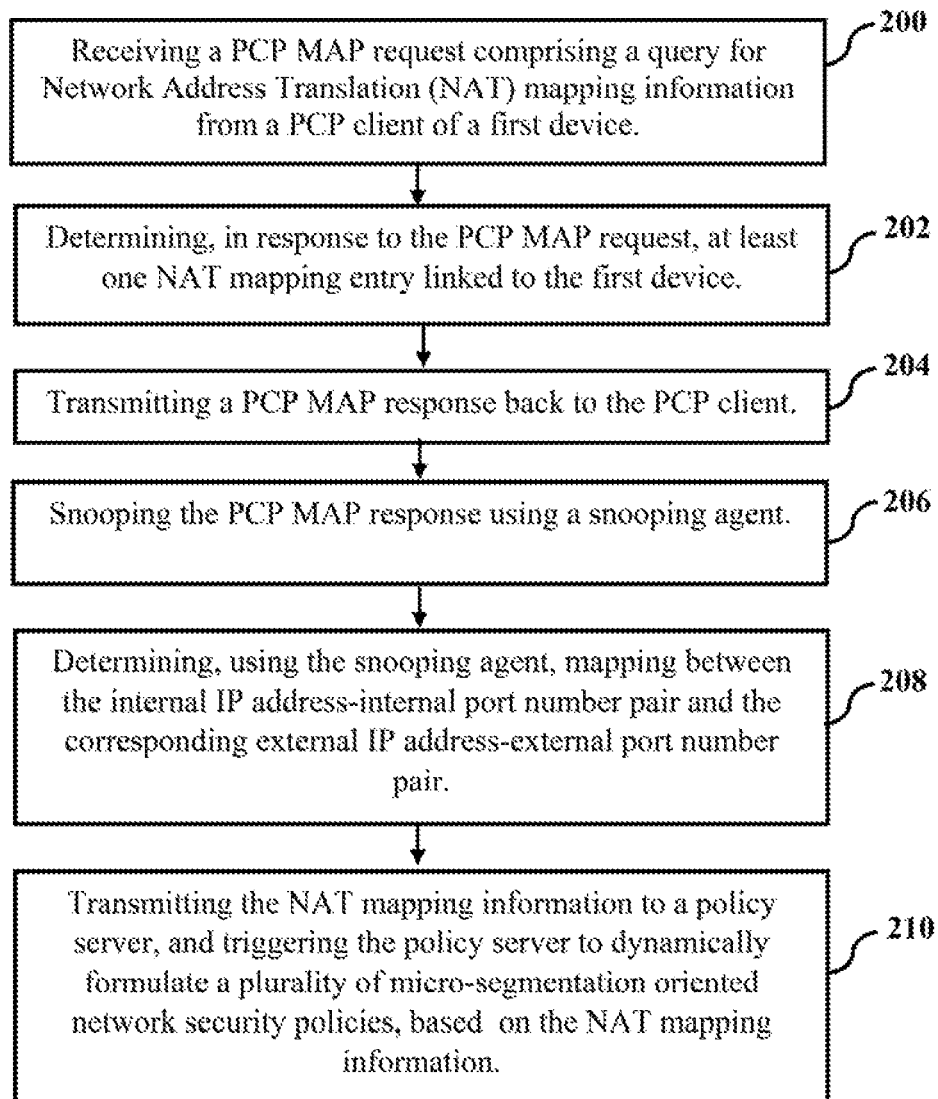 200
Receiving a PCP MAP request comprising a query for
Network Address Translation (NAT) mapping information
from a PCP client of a first device.
202
Determining, in response to the PCP MAP request, at least
one NAT mapping entry linked to the first device.
204
Transmitting a PCP MAP response back to the PCP client.
206
Snooping the PCP MAP response using a snooping agent.
208
Determining, using the snooping agent, mapping between
the internal IP address-internal port number pair and the
corresponding external IP address-external port number
pair.
210
Transmitting the NAT mapping information to a policy
server, and triggering the policy server to dynamically
formulate a plurality of micro-segmentation oriented
network security policies, based on the NAT mapping
information.